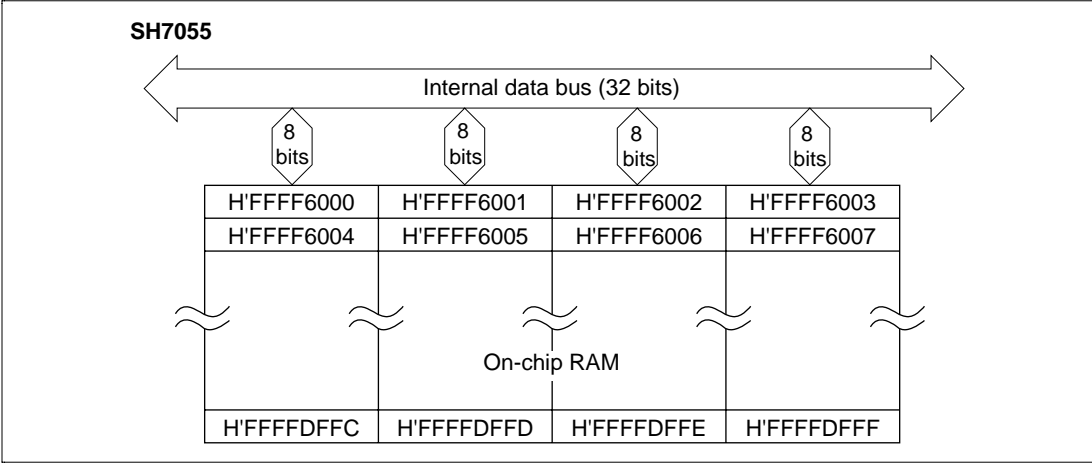 SH7055
Internal data bus (32 bits)
8 bits
8 bits
8 bits
8 bits
H'FFFF6000 H'FFFF6001 H'FFFF6002 H'FFFF6003
H'FFFF6004 H'FFFF6005 H'FFFF6006 H'FFFF6007
On-chip RAM
H'FFFFDFFC H'FFFFDFFD H'FFFFDFFE H'FFFFDFFF